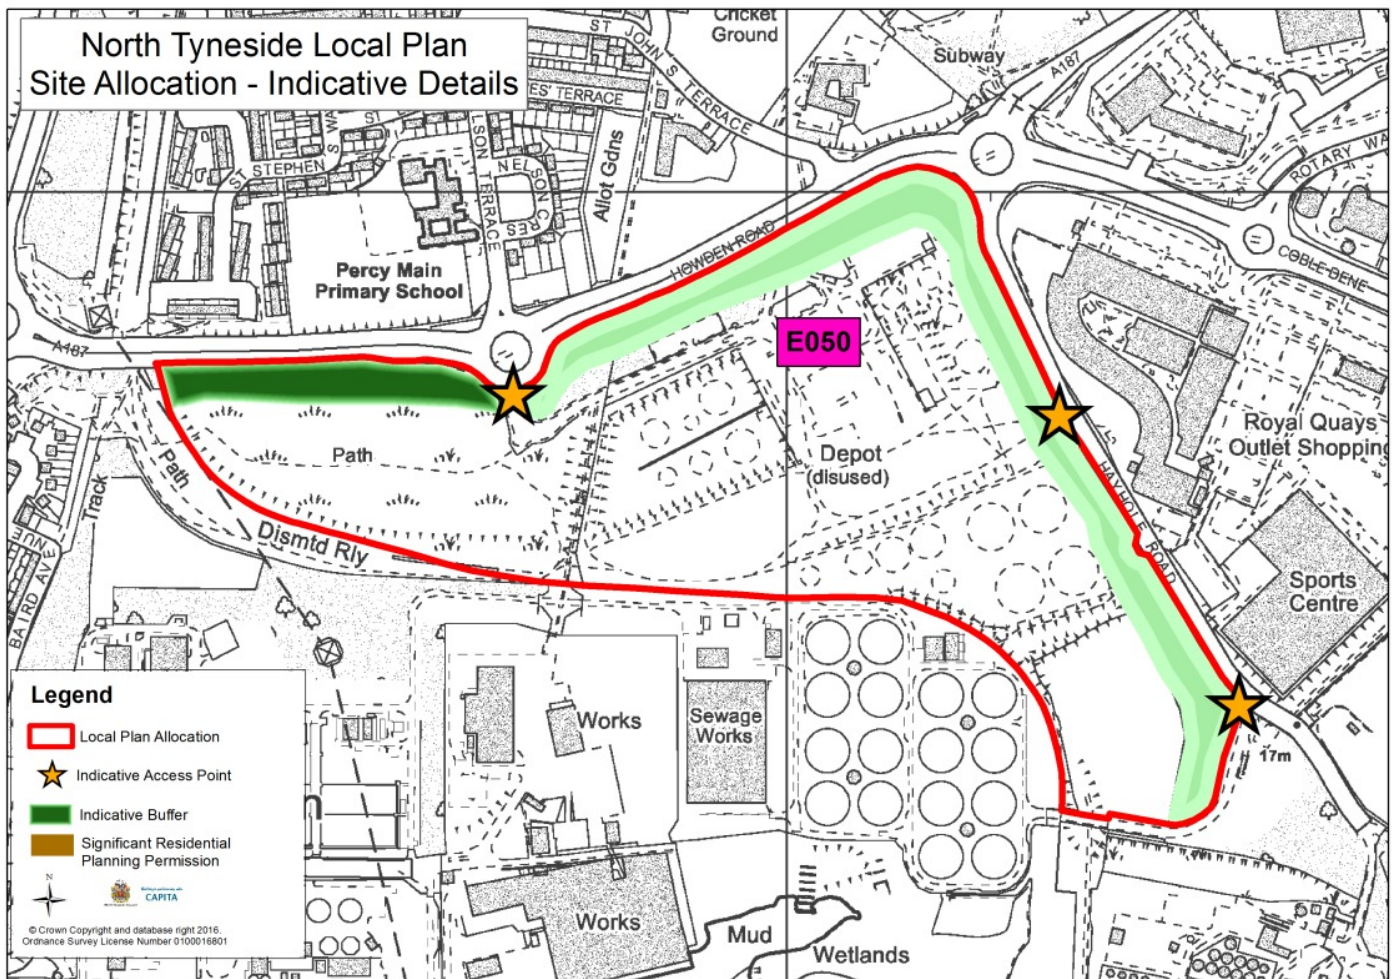 North Tyneside Local Plan
Site Allocation - Indicative Details
Cricket
Ground
Subway
A187
ST JOHN S TERRACE
TERRACE
ST STEPHEN S
NELSON CRES
TERRACE
Allot Gdns
ROTARY WA
COBLE DENE
HOWDEN ROAD
Percy Main
Primary School
A187
E050
Path
Path
Track
Depot
(disused)
Royal Quays
Outlet Shopping
HAYHOLE ROAD
Dismtd Rly
Sports
Centre
BAIRD AVENUE
Works
Sewage
Works
17m
Works
Mud
Wetlands
Legend
Local Plan Allocation
Indicative Access Point
Indicative Buffer
Significant Residential
Planning Permission
N
CAPITA
© Crown Copyright and database right 2016.
Ordnance Survey License Number 0100016801